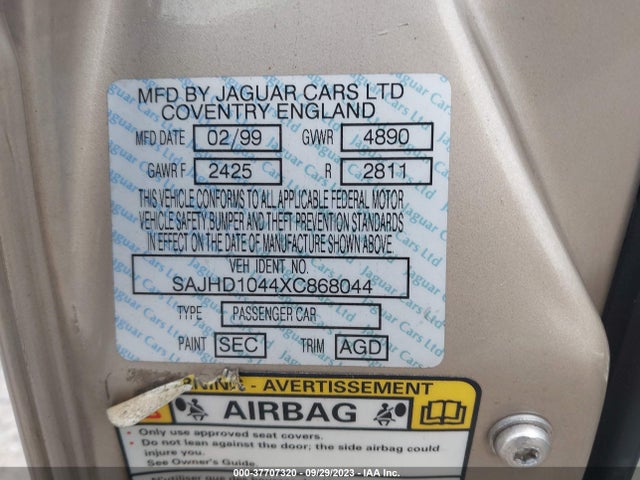 MFD BY JAGUAR CARS LTD
COVENTRY ENGLAND
MFD DATE 02/99 GVWR 4890
GAWR F 2425 R 2811
THIS VEHICLE CONFORMS TO ALL APPLICABLE FEDERAL MOTOR
VEHICLE SAFETY BUMPER AND THEFT PREVENTION STANDARDS
IN EFFECT ON THE DATE OF MANUFACTURE SHOWN ABOVE.
VEH IDENT NO.
SAJHD1044XC868044
TYPE PASSENGER CAR
PAINT SEC TRIM AGD
- AVERTISSEMENT
AIRBAG
• Only use approved seat covers.
• Do not lean against the door; the side airbag could
injure you.
See Owner's Guide.
000-37707320 - 09/29/2023 - IAA Inc.